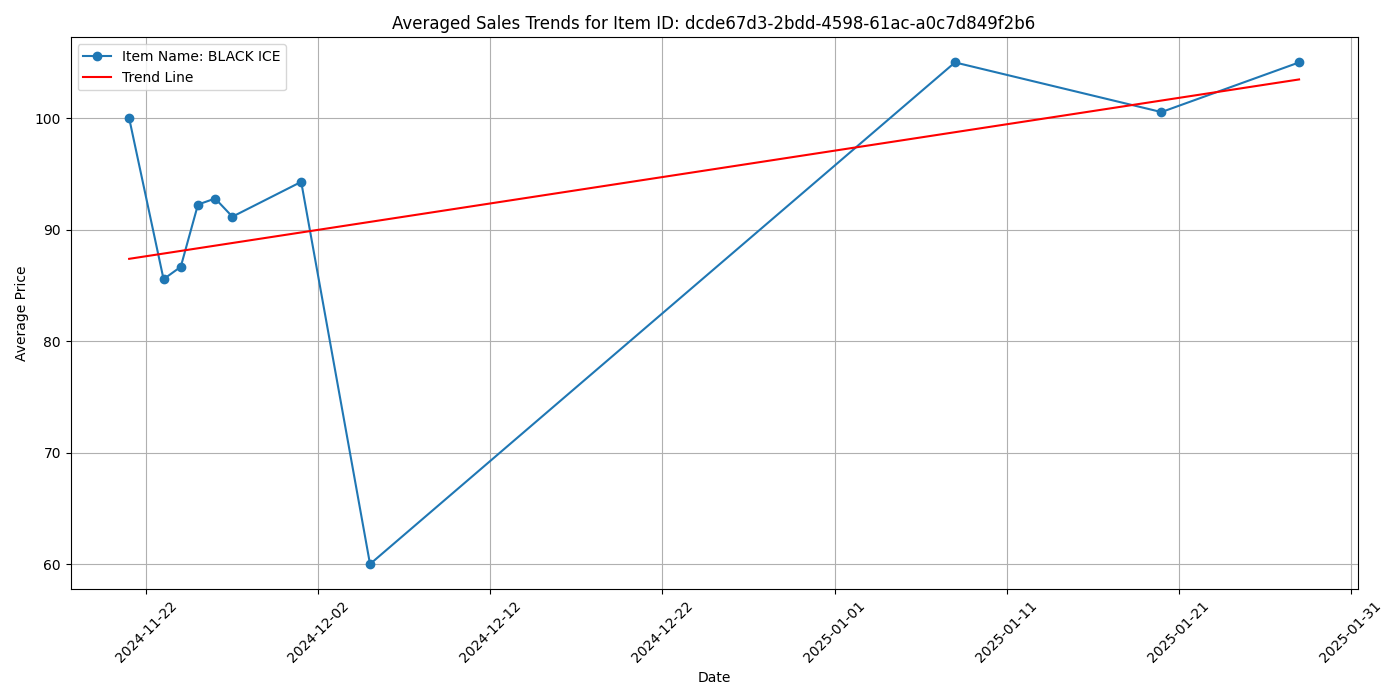 Averaged Sales Trends for Item ID: dcde67d3-2bdd-4598-61ac-a0c7d849f2b6
Item Name: BLACK ICE
Trend Line
Average Price
100
90
80
70
60
2024-11-22
2024-12-02
2024-12-12
2024-12-22
2025-01-01
2025-01-11
2025-01-21
2025-01-31
Date